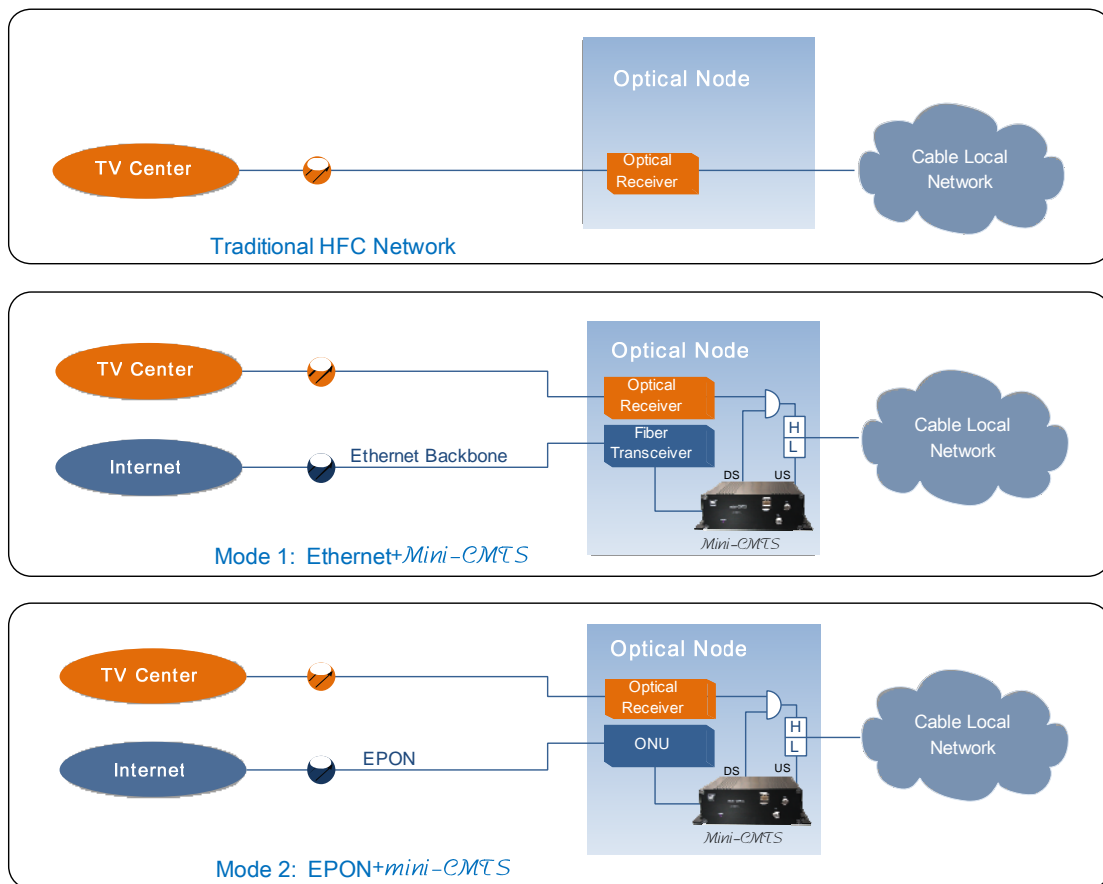 Optical Node
TV Center
Optical
Receiver
Cable Local
Network
Traditional HFC Network
Optical Node
TV Center
Optical
Receiver
H
L
Cable Local
Network
Internet
Ethernet Backbone
Fiber
Transceiver
DS
US
Mini-CMTS
Mode 1: Ethernet+Mini-CMTS
Optical Node
TV Center
Optical
Receiver
H
L
Cable Local
Network
Internet
EPON
ONU
DS
US
Mini-CMTS
Mode 2: EPON+mini-CMTS